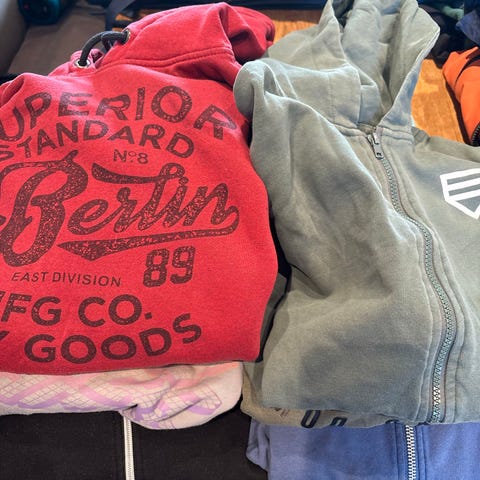 SUPERIOR
STANDARD
Nº8
Berlin
EAST DIVISION
89
MFG CO.
GOODS